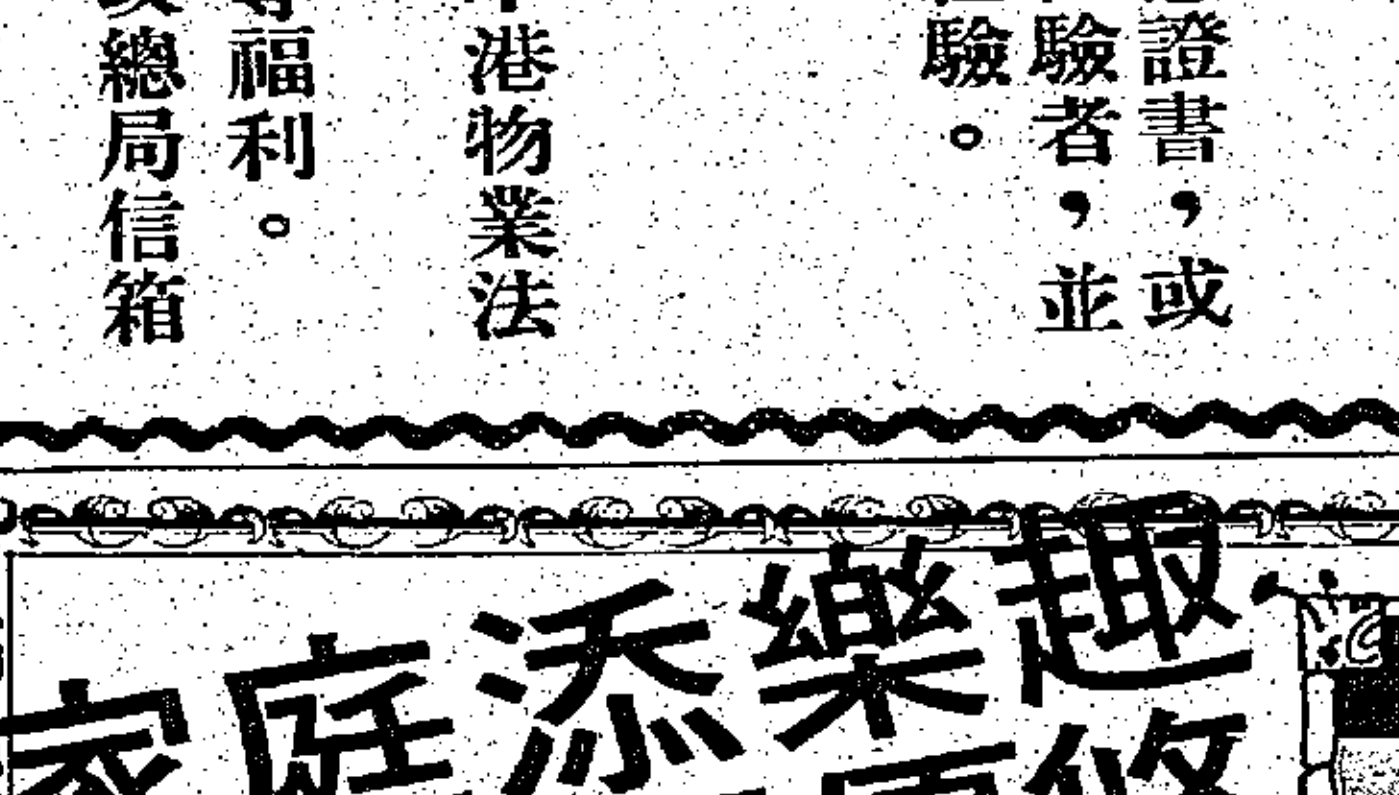 證書，或
驗者，並
驗。
港物業法
福利。
總局信箱
家庭添樂趣